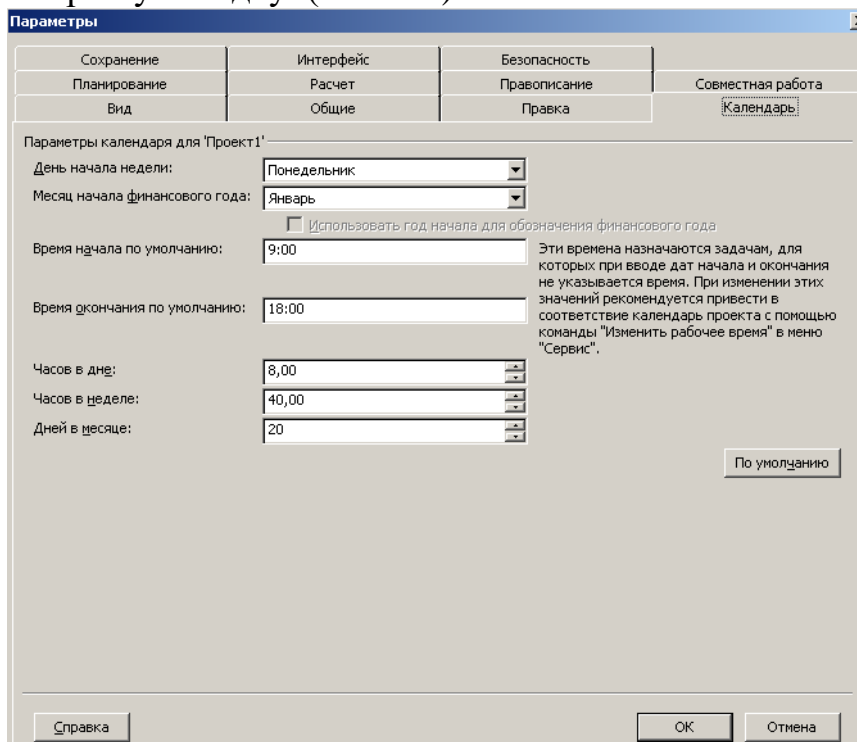 Параметры
Сохранение Интерфейс Безопасность
Планирование Расчет Правописание Совместная работа
Вид Общие Правка Календарь
Параметры календаря для 'Проект1'
День начала недели: Понедельник
Месяц начала финансового года: Январь
Использовать год начала для обозначения финансового года
Время начала по умолчанию: 9:00
Эти времена назначаются задачам, для
которых при вводе дат начала и окончания
не указывается время. При изменении этих
значений рекомендуется привести в
соответствие календарь проекта с помощью
команды "Изменить рабочее время" в меню
"Сервис".
Время окончания по умолчанию: 18:00
Часов в дне: 8,00
Часов в неделе: 40,00
Дней в месяце: 20
По умолчанию
Справка ОК Отмена